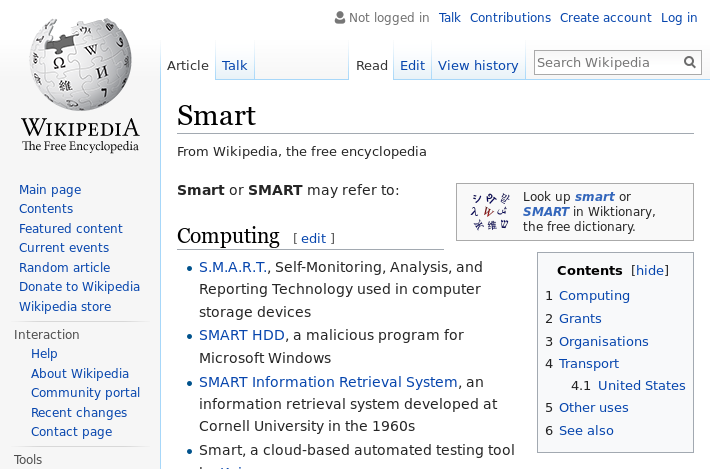 Not logged in Talk Contributions Create account Log in
Article Talk Read Edit View history Search Wikipedia
WIKIPEDIA
The Free Encyclopedia
Main page
Contents
Featured content
Current events
Random article
Donate to Wikipedia
Wikipedia store
Interaction
Help
About Wikipedia
Community portal
Recent changes
Contact page
Tools
Smart
From Wikipedia, the free encyclopedia
Smart or SMART may refer to:
Look up smart or
SMART in Wiktionary,
the free dictionary.
Computing [ edit ]
S.M.A.R.T., Self-Monitoring, Analysis, and
Reporting Technology used in computer
storage devices
SMART HDD, a malicious program for
Microsoft Windows
SMART Information Retrieval System, an
information retrieval system developed at
Cornell University in the 1960s
Smart, a cloud-based automated testing tool
Contents [hide]
1 Computing
2 Grants
3 Organisations
4 Transport
4.1 United States
5 Other uses
6 See also